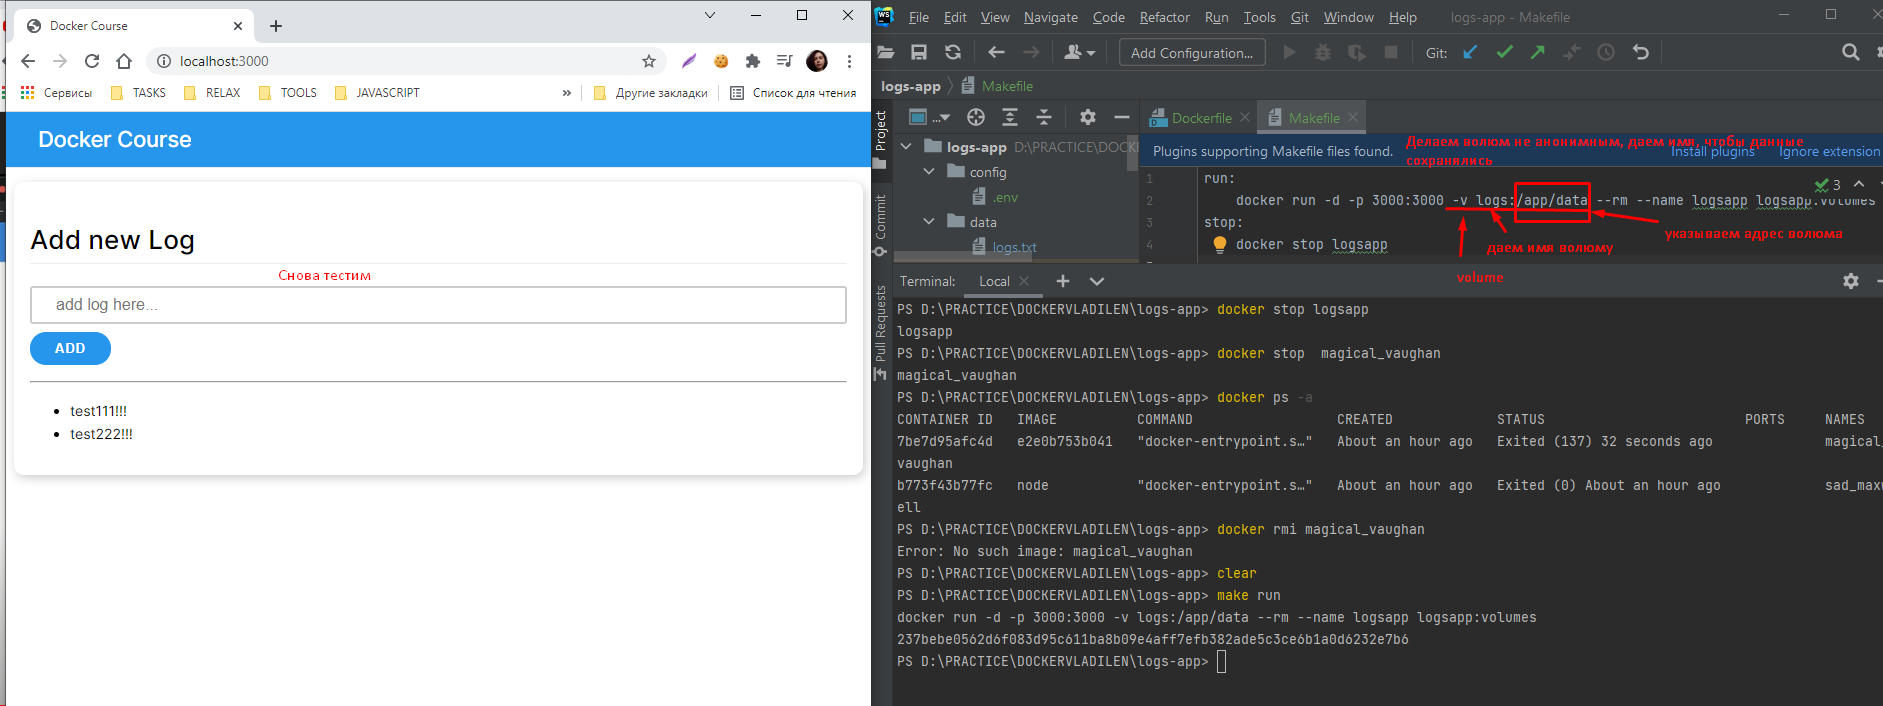 Docker Course
localhost:3000
Сервисы TASKS RELAX TOOLS JAVASCRIPT » Другие закладки Список для чтения
Docker Course
Add new Log
Снова тестим
add log here...
ADD
test111!!!
test222!!!
WS File Edit View Navigate Code Refactor Run Tools Git Window Help logs-app - Makefile
Add Configuration... Git:
logs-app Makefile
Project
Commit
Pull Requests
...
logs-app D:\PRACTICE\DOCKE
config
.env
data
logs.txt
Dockerfile Makefile
Plugins supporting Makefile files found. Install plugins Ignore extension
Делаем волюм не анонимным, даем имя, чтобы данные
сохранялись
1 run:
2 docker run -d -p 3000:3000 -v logs:/app/data --rm --name logsapp logsapp:volumes
3 stop:
4 docker stop logsapp
3
указываем адрес волюма
даем имя волюму
volume
Terminal: Local
PS D:\PRACTICE\DOCKERVLADILEN\logs-app> docker stop logsapp
logsapp
PS D:\PRACTICE\DOCKERVLADILEN\logs-app> docker stop  magical_vaughan
magical_vaughan
PS D:\PRACTICE\DOCKERVLADILEN\logs-app> docker ps -a
CONTAINER ID IMAGE COMMAND CREATED STATUS PORTS NAMES
7be7d95afc4d e2e0b753b041 "docker-entrypoint.s…" About an hour ago Exited (137) 32 seconds ago magical_
vaughan
b773f43b77fc node "docker-entrypoint.s…" About an hour ago Exited (0) About an hour ago sad_maxw
ell
PS D:\PRACTICE\DOCKERVLADILEN\logs-app> docker rmi magical_vaughan
Error: No such image: magical_vaughan
PS D:\PRACTICE\DOCKERVLADILEN\logs-app> clear
PS D:\PRACTICE\DOCKERVLADILEN\logs-app> make run
docker run -d -p 3000:3000 -v logs:/app/data --rm --name logsapp logsapp:volumes
237bebe0562d6f083d95c611ba8b09e4aff7efb382ade5c3ce6b1a0d6232e7b6
PS D:\PRACTICE\DOCKERVLADILEN\logs-app>